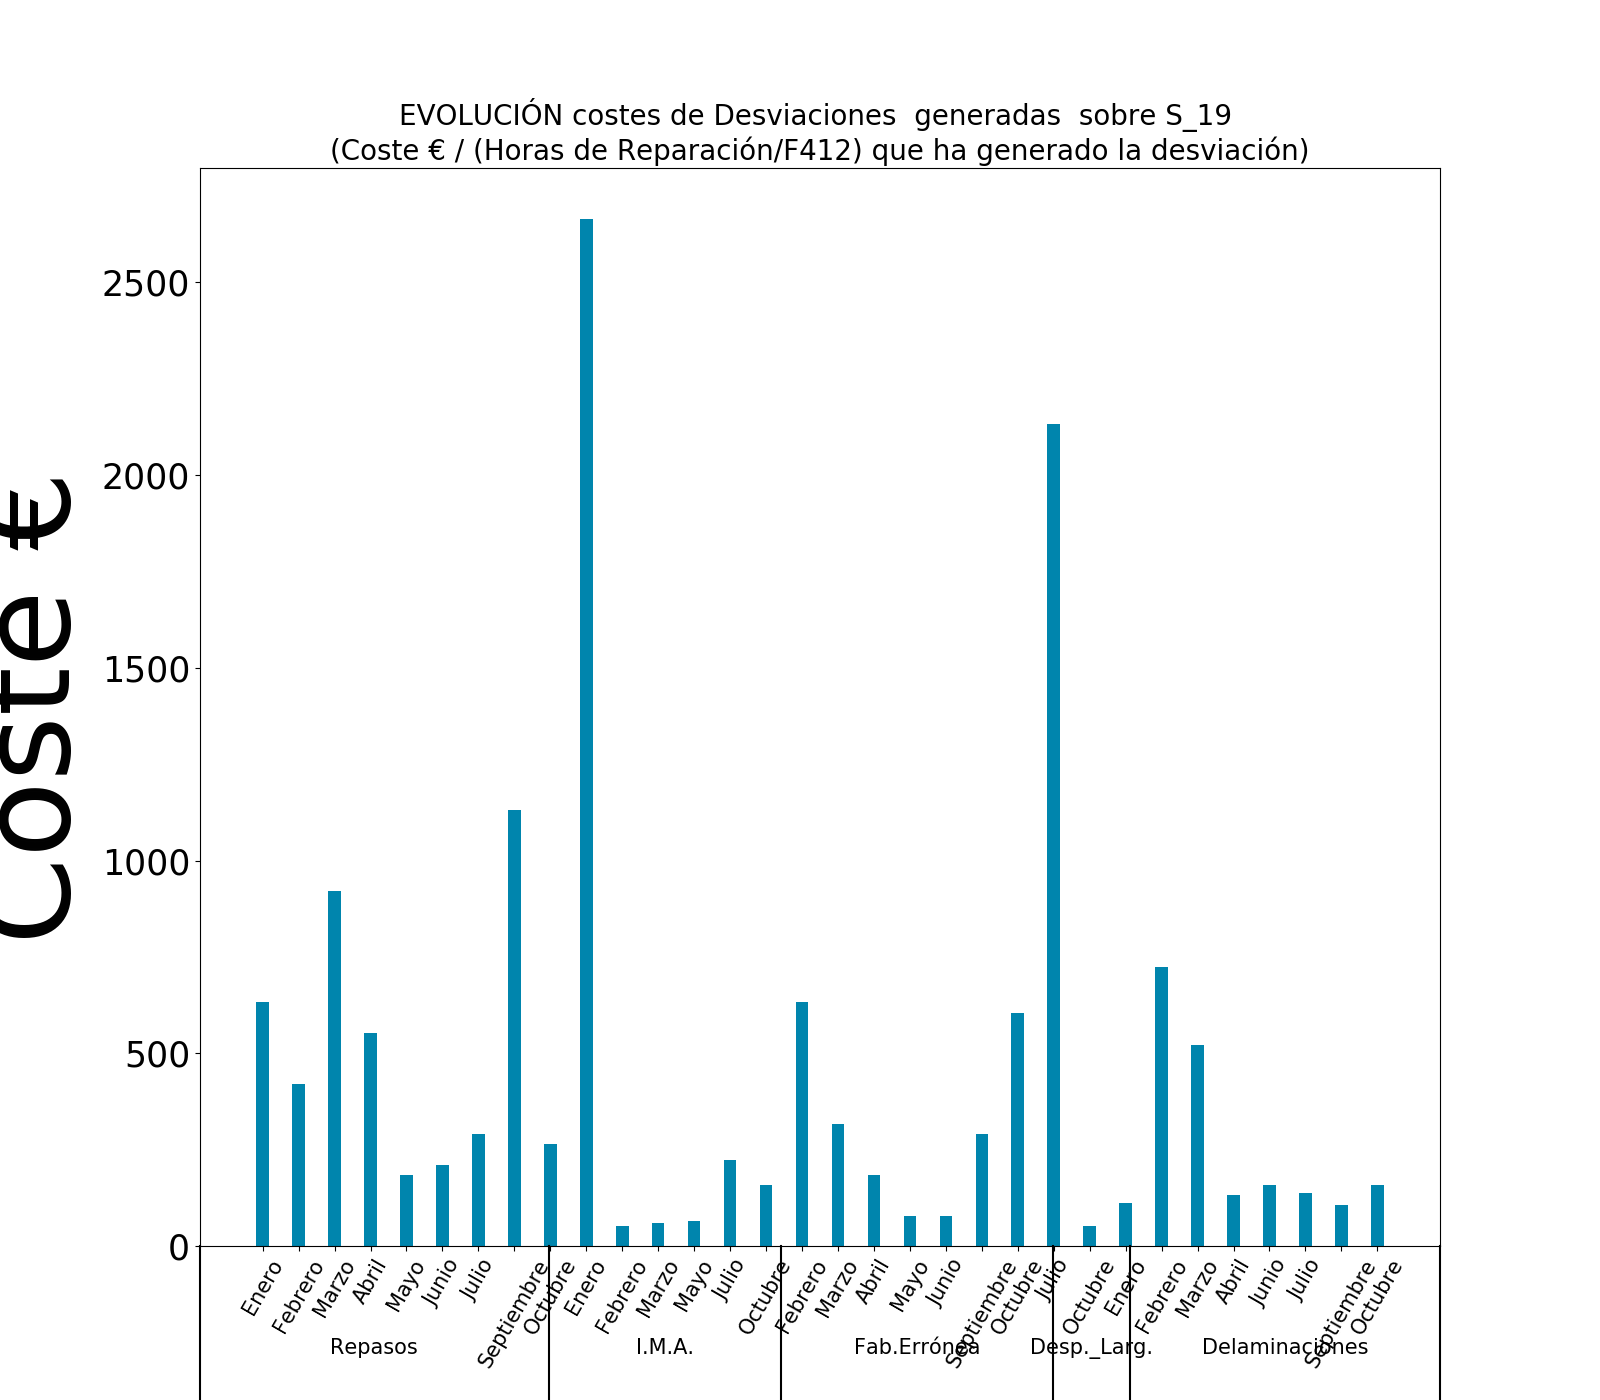 EVOLUCIÓN costes de Desviaciones  generadas  sobre S_19
(Coste € / (Horas de Reparación/F412) que ha generado la desviación)
Coste €
2500
2000
1500
1000
500
0
Enero Febrero Marzo Abril Mayo Junio Julio Septiembre Octubre Enero Febrero Marzo Mayo Julio Octubre Febrero Marzo Abril Mayo Junio Septiembre Octubre Julio Octubre Enero Febrero Marzo Abril Junio Julio Septiembre Octubre
Repasos I.M.A. Fab.Errónea Desp._Larg. Delaminaciones